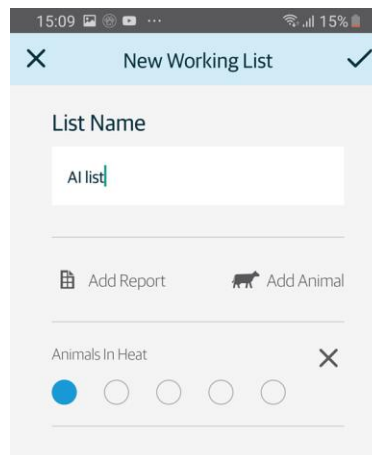 15:09 ... 15%
New Working List
List Name
AI list
Add Report Add Animal
Animals In Heat